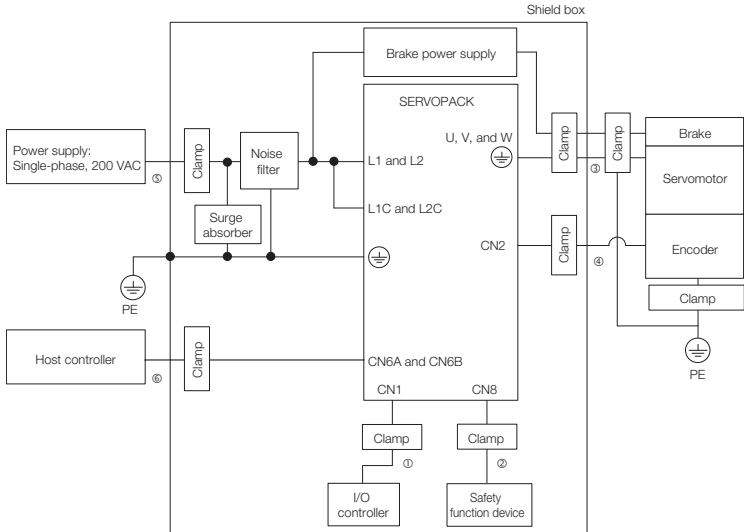 Shield box
Brake power supply
SERVOPACK
U, V, and W
Clamp
Clamp
Brake
Servomotor
③
Power supply:
Single-phase, 200 VAC
⑤
Clamp
Noise
filter
L1 and L2
L1C and L2C
Surge
absorber
CN2
Clamp
④
Encoder
Clamp
PE
PE
Host controller
⑥
Clamp
CN6A and CN6B
CN1
CN8
Clamp
Clamp
①
②
I/O
controller
Safety
function device